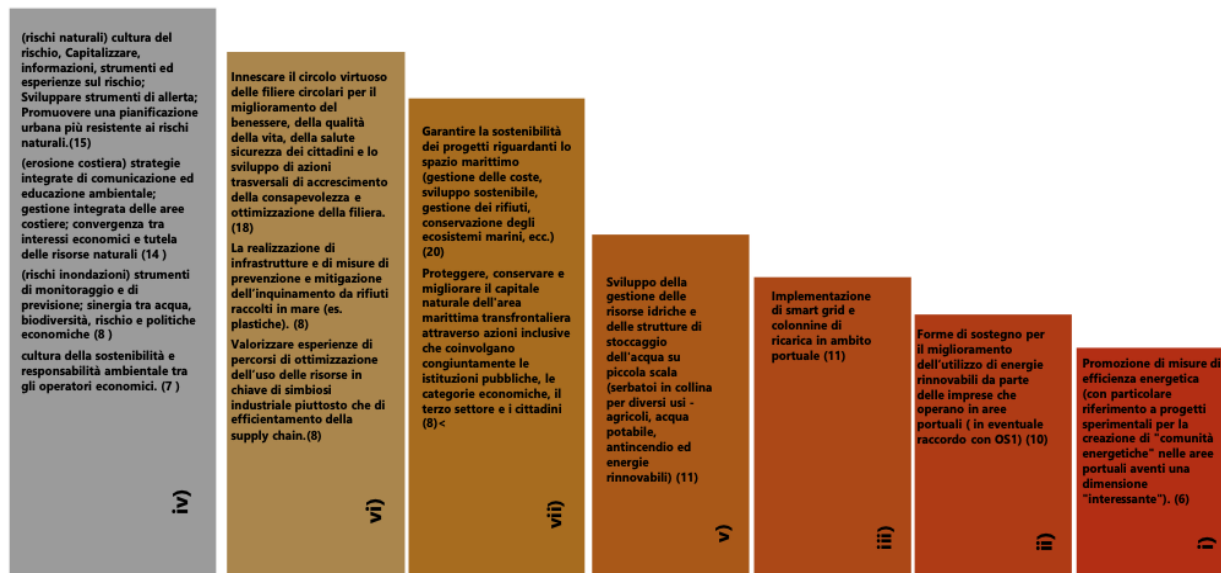 (rischi naturali) cultura del
rischio, Capitalizzare,
informazioni, strumenti ed
esperienze sul rischio;
Sviluppare strumenti di allerta;
Promuovere una pianificazione
urbana più resistente ai rischi
naturali.(15)
(erosione costiera) strategie
integrate di comunicazione ed
educazione ambientale;
gestione integrata delle aree
costiere; convergenza tra
interessi economici e tutela
delle risorse naturali (14 )
(rischi inondazioni) strumenti
di monitoraggio e di
previsione; sinergia tra acqua,
biodiversità, rischio e politiche
economiche (8 )
cultura della sostenibilità e
responsabilità ambientale tra
gli operatori economici. (7 )
iv)
Innescare il circolo virtuoso
delle filiere circolari per il
miglioramento del
benessere, della qualità
della vita, della salute
sicurezza dei cittadini e lo
sviluppo di azioni
trasversali di accrescimento
della consapevolezza e
ottimizzazione della filiera.
(18)
La realizzazione di
infrastrutture e di misure di
prevenzione e mitigazione
dell'inquinamento da rifiuti
raccolti in mare (es.
plastiche). (8)
Valorizzare esperienze di
percorsi di ottimizzazione
dell'uso delle risorse in
chiave di simbiosi
industriale piuttosto che di
efficientamento della
supply chain.(8)
vi)
Garantire la sostenibilità
dei progetti riguardanti lo
spazio marittimo
(gestione delle coste,
sviluppo sostenibile,
gestione dei rifiuti,
conservazione degli
ecosistemi marini, ecc.)
(20)
Proteggere, conservare e
migliorare il capitale
naturale dell'area
marittima transfrontaliera
attraverso azioni inclusive
che coinvolgano
congiuntamente le
istituzioni pubbliche, le
categorie economiche, il
terzo settore e i cittadini
(8)<
vii)
Sviluppo della
gestione delle
risorse idriche e
delle strutture di
stoccaggio
dell'acqua su
piccola scala
(serbatoi in collina
per diversi usi -
agricoli, acqua
potabile,
antincendio ed
energie
rinnovabili) (11)
v)
Implementazione
di smart grid e
colonnine di
ricarica in ambito
portuale (11)
iii)
Forme di sostegno per
il miglioramento
dell'utilizzo di energie
rinnovabili da parte
delle imprese che
operano in aree
portuali ( in eventuale
raccordo con OS1) (10)
ii)
Promozione di misure di
efficienza energetica
(con particolare
riferimento a progetti
sperimentali per la
creazione di "comunità
energetiche" nelle aree
portuali aventi una
dimensione
"interessante"). (6)
i)